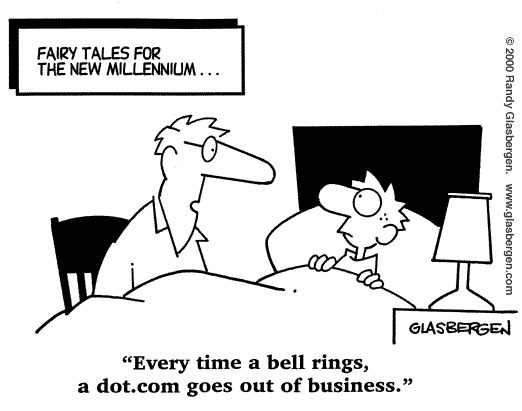 FAIRY TALES FOR
THE NEW MILLENNIUM...
© 2000 Randy Glasbergen. www.glasbergen.com
GLASBERGEN
“Every time a bell rings,
a dot.com goes out of business.”